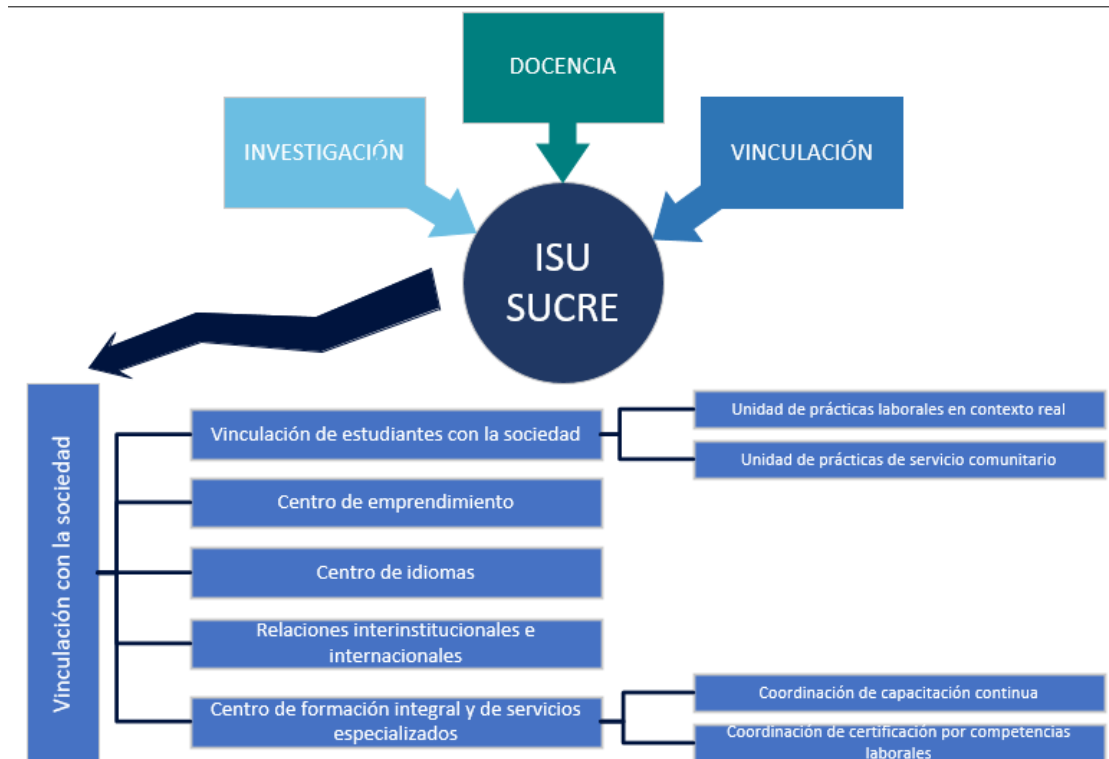 DOCENCIA
INVESTIGACIÓN
VINCULACIÓN
ISU
SUCRE
Vinculación con la sociedad
Vinculación de estudiantes con la sociedad
Unidad de prácticas laborales en contexto real
Unidad de prácticas de servicio comunitario
Centro de emprendimiento
Centro de idiomas
Relaciones interinstitucionales e
internacionales
Centro de formación integral y de servicios
especializados
Coordinación de capacitación continua
Coordinación de certificación por competencias
laborales